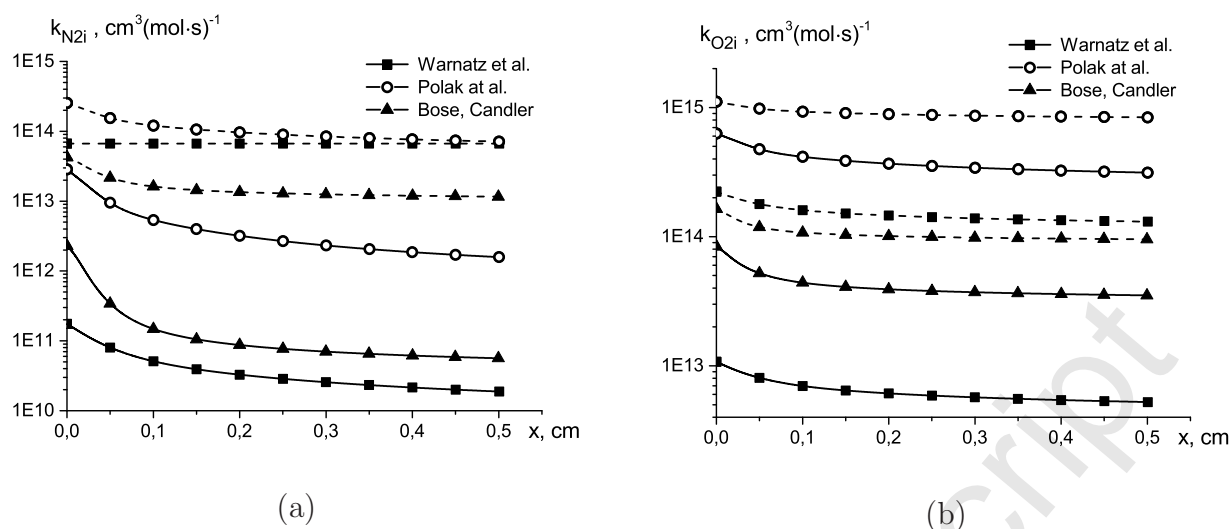 k_N2i , cm³(mol·s)⁻¹
Warnatz et al.
Polak at al.
Bose, Candler
1E15
1E14
1E13
1E12
1E11
1E10
0,0 0,1 0,2 0,3 0,4 0,5 x, cm
(a)
k_O2i , cm³(mol·s)⁻¹
Warnatz et al.
Polak at al.
Bose, Candler
1E15
1E14
1E13
0,0 0,1 0,2 0,3 0,4 0,5 x, cm
(b)
cript